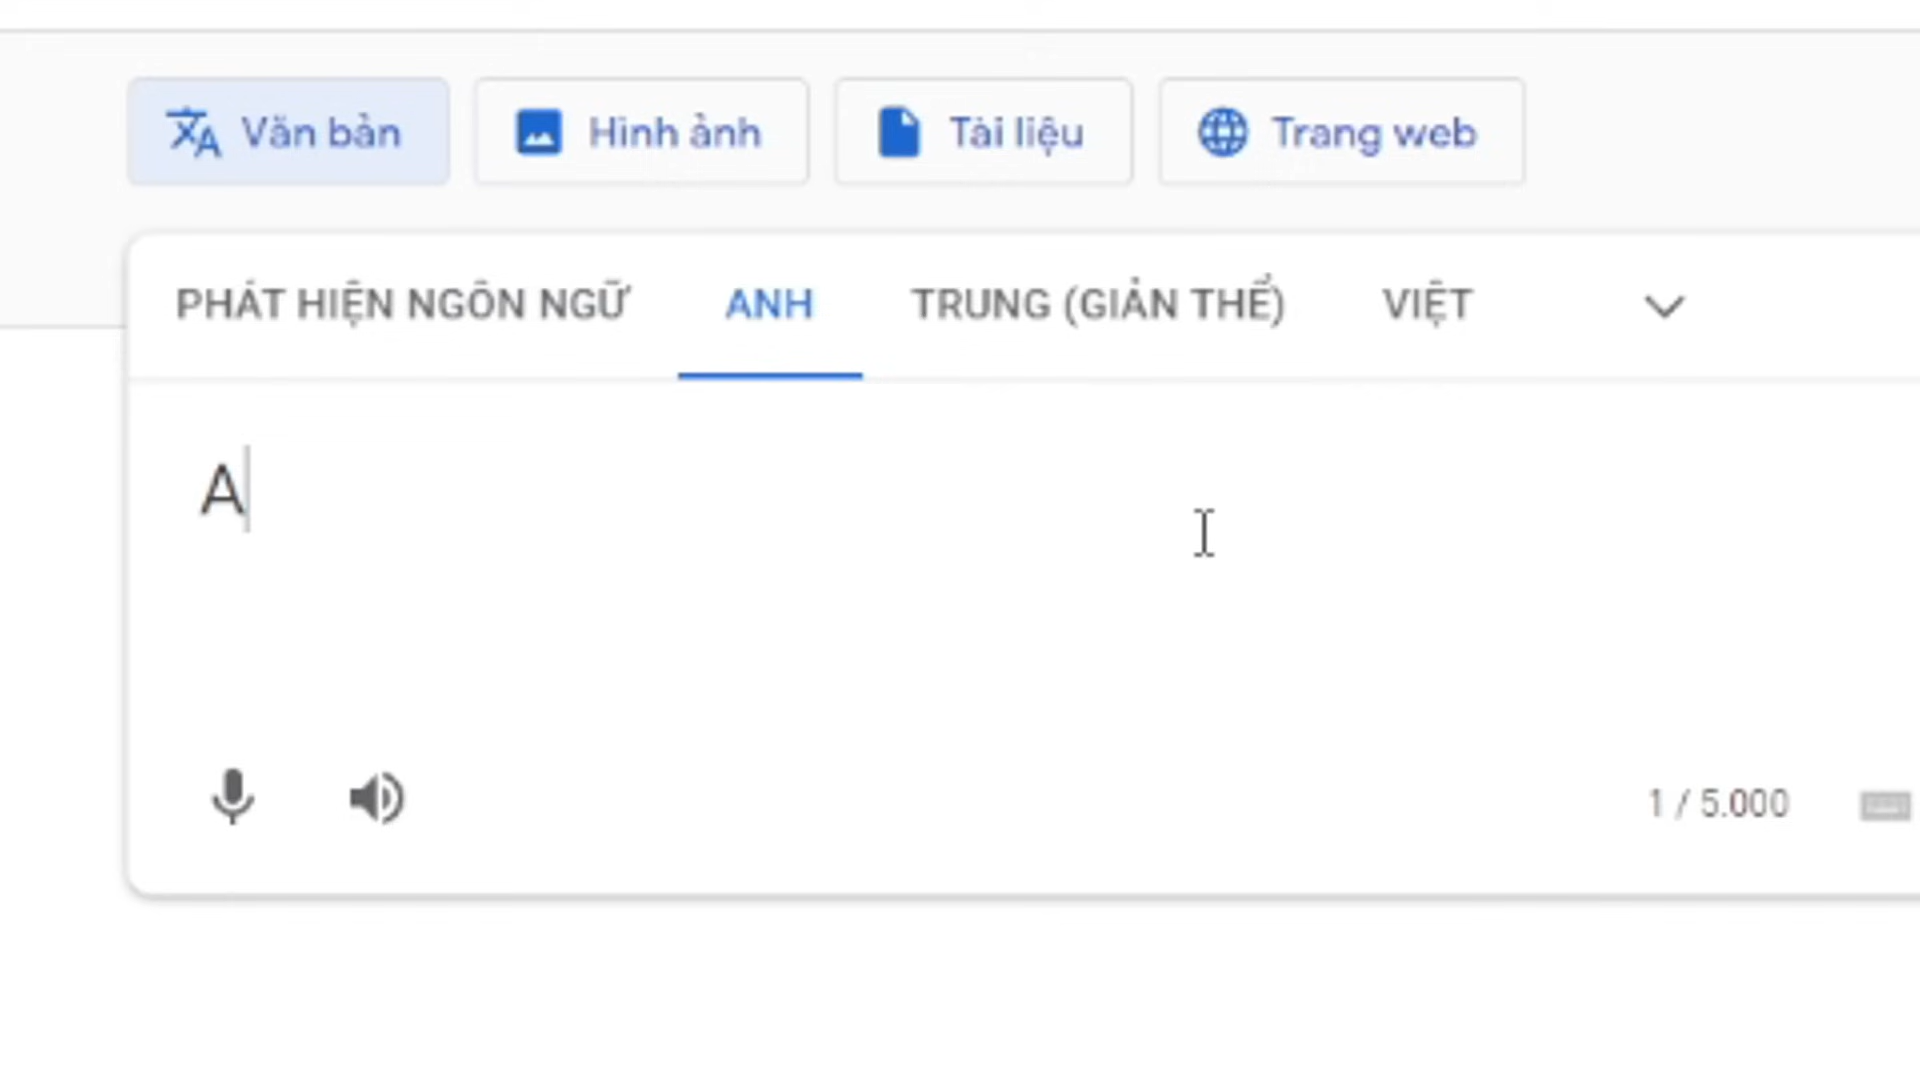 Văn bản Hình ảnh Tài liệu Trang web
PHÁT HIỆN NGÔN NGỮ ANH TRUNG (GIẢN THỂ) VIỆT
A
1 / 5.000